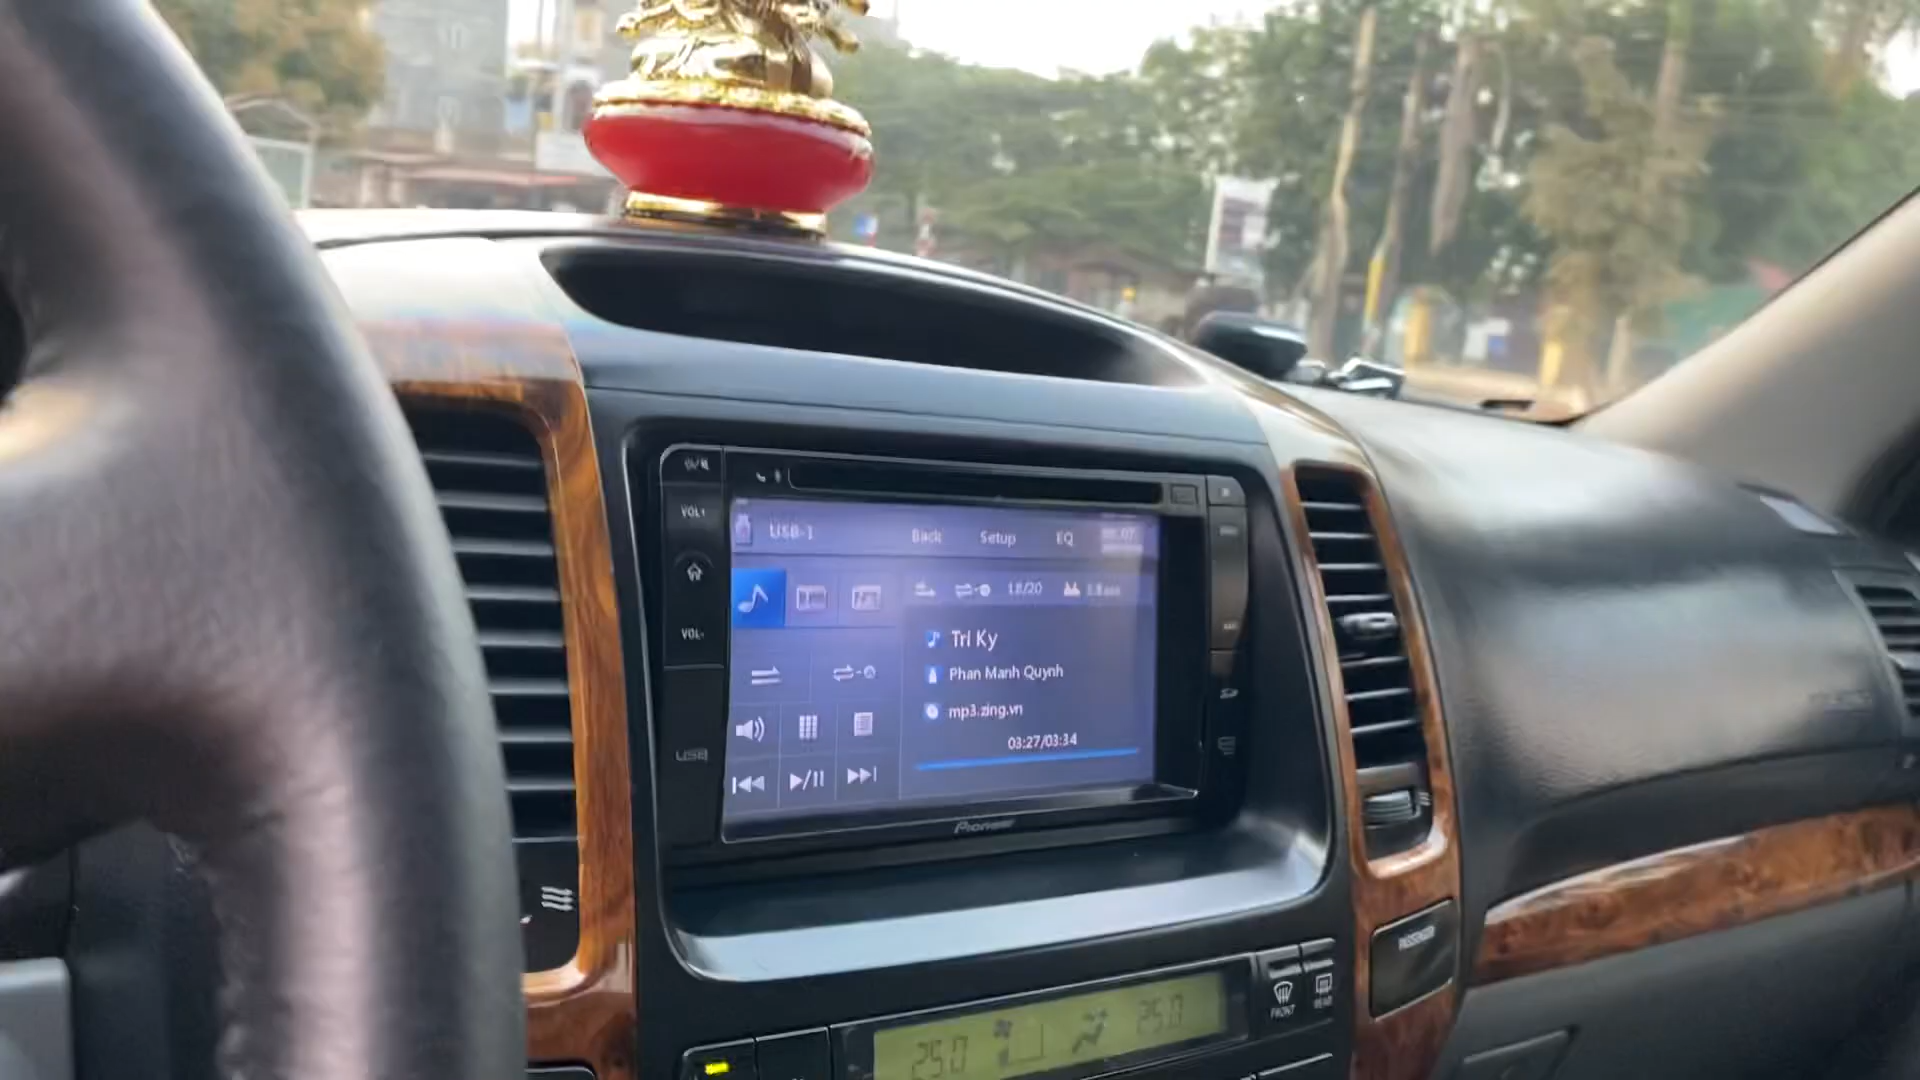 VOL+
VOL-
USB
USB-1
Back
Setup
EQ
18/20
Tri Ky
Phan Manh Quynh
mp3.zing.vn
03:27/03:34
Pioneer
PASSENGER
FRONT
REAR
25.0
25.0